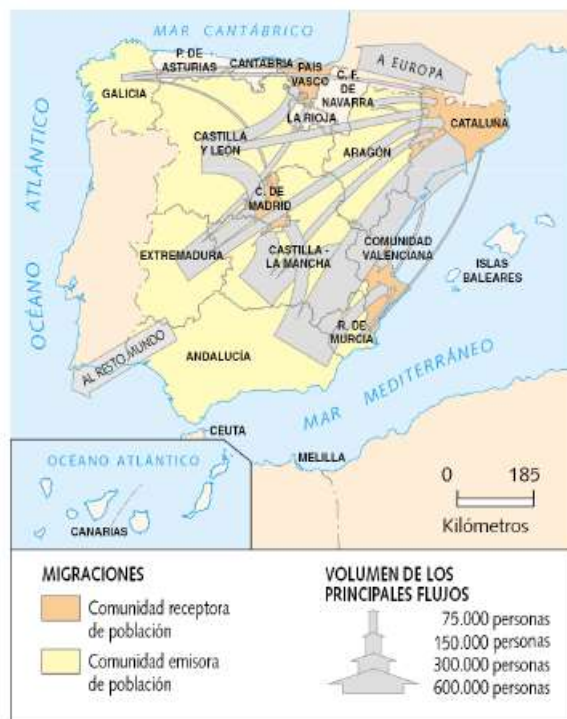 MAR CANTÁBRICO
P. DE
ASTURIAS
CANTABRIA
PAIS
VASCO
C. F.
DE
NAVARRA
A EUROPA
GALICIA
LA RIOJA
CATALUÑA
CASTILLA
Y LEÓN
ARAGÓN
C. DE
MADRID
OCÉANO ATLÁNTICO
EXTREMADURA
CASTILLA -
LA MANCHA
COMUNIDAD
VALENCIANA
ISLAS
BALEARES
R. DE
MURCIA
AL RESTO MUNDO
ANDALUCÍA
MAR MEDITERRÁNEO
CEUTA
MELILLA
OCÉANO ATLÁNTICO
CANARIAS
0 185
Kilómetros
MIGRACIONES
Comunidad receptora
de población
Comunidad emisora
de población
VOLUMEN DE LOS
PRINCIPALES FLUJOS
75.000 personas
150.000 personas
300.000 personas
600.000 personas